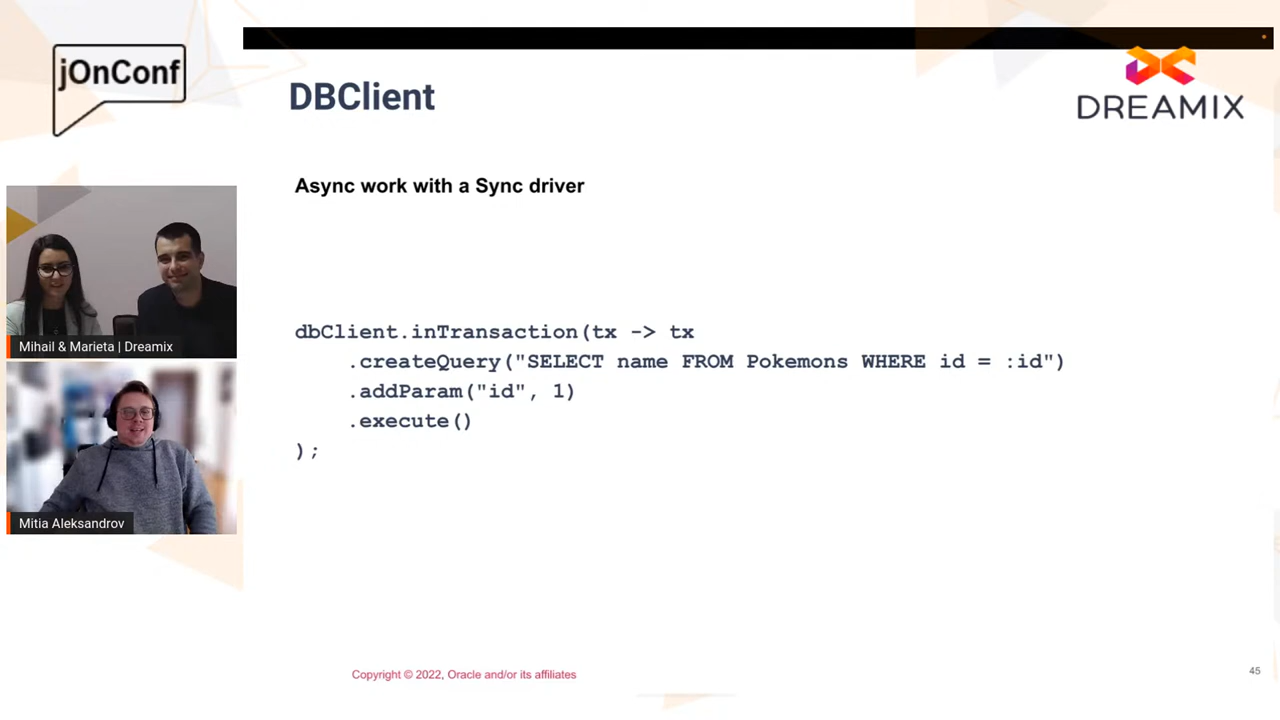 jOnConf
DREAMIX
DBClient
Async work with a Sync driver
dbClient.inTransaction(tx -> tx
.createQuery("SELECT name FROM Pokemons WHERE id = :id")
.addParam("id", 1)
.execute()
);
Mihail & Marieta | Dreamix
Mitia Aleksandrov
Copyright © 2022, Oracle and/or its affiliates
45